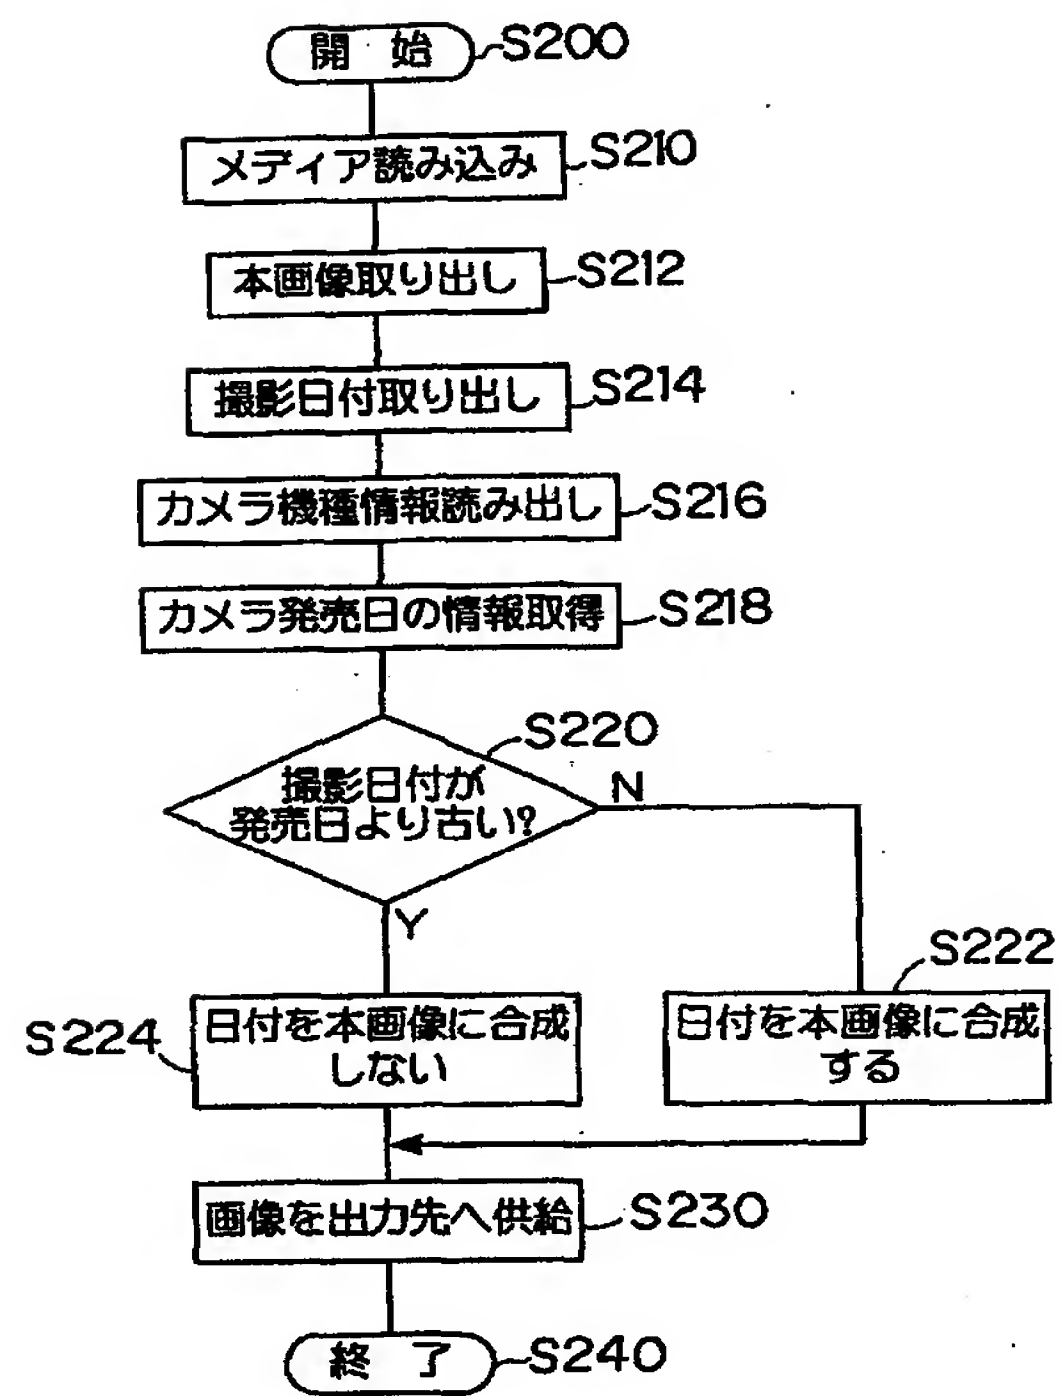 開 始 S200
メディア読み込み S210
本画像取り出し S212
撮影日付取り出し S214
カメラ機種情報読み出し S216
カメラ発売日の情報取得 S218
S220
撮影日付が
発売日より古い?
N
Y
S222
S224
日付を本画像に合成
しない
日付を本画像に合成
する
画像を出力先へ供給 S230
終 了 S240